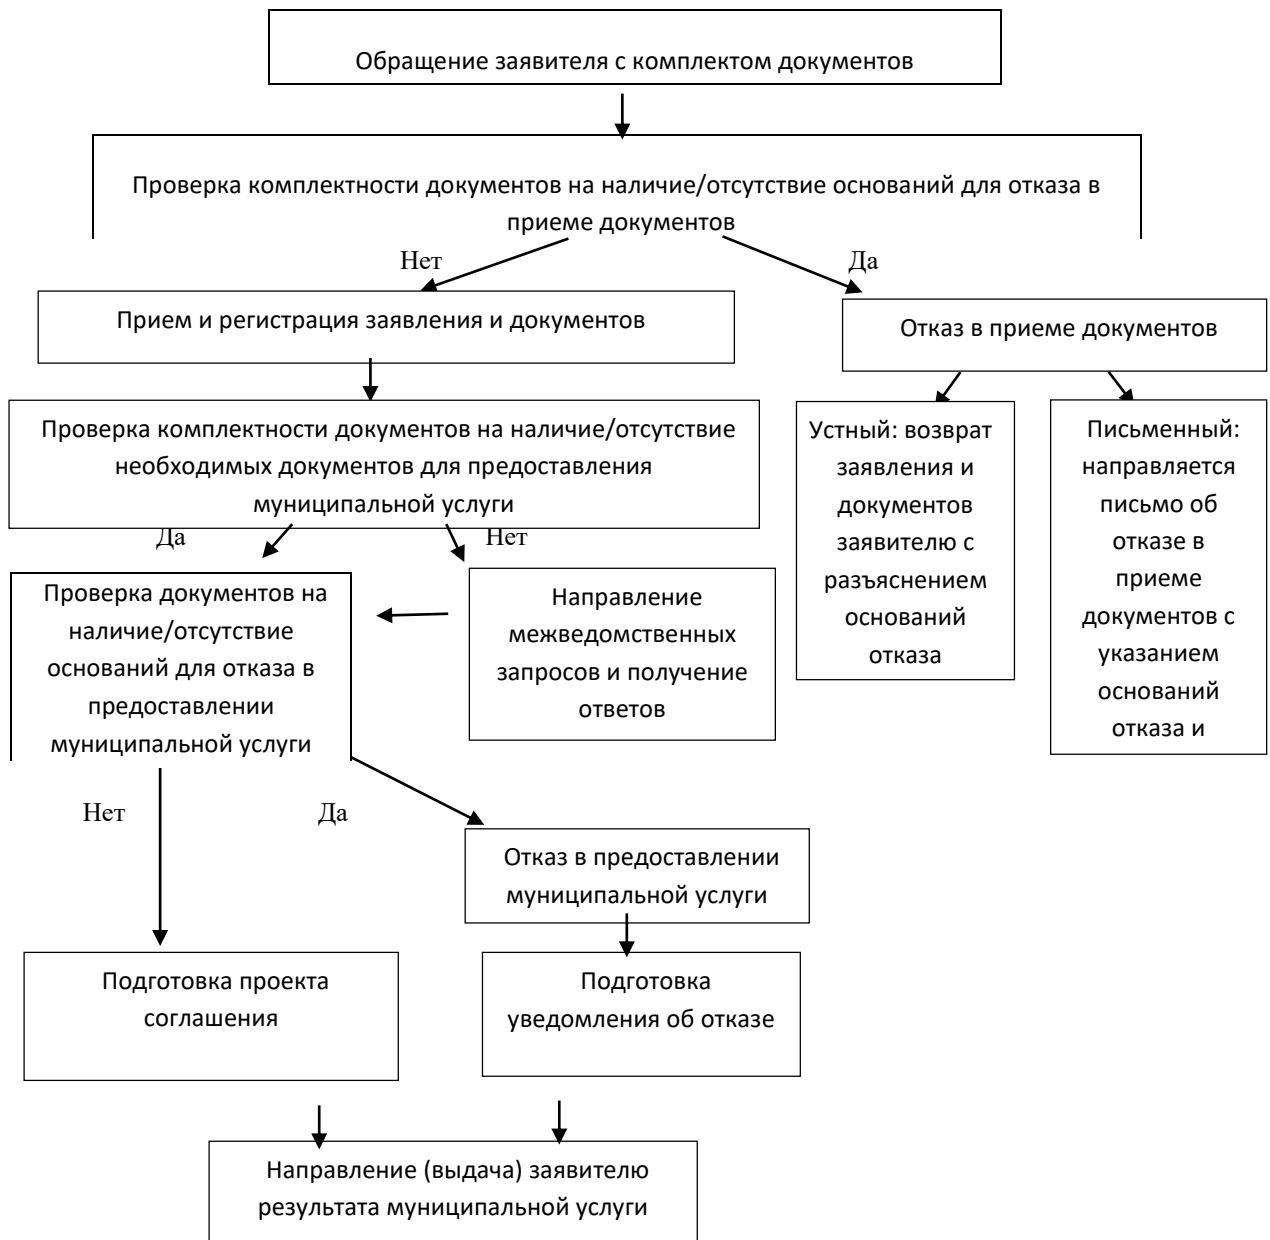 Обращение заявителя с комплектом документов
Проверка комплектности документов на наличие/отсутствие оснований для отказа в
приеме документов
Нет
Да
Прием и регистрация заявления и документов
Отказ в приеме документов
Проверка комплектности документов на наличие/отсутствие
необходимых документов для предоставления
муниципальной услуги
Устный: возврат
заявления и
документов
заявителю с
разъяснением
оснований
отказа
Письменный:
направляется
письмо об
отказе в
приеме
документов с
указанием
оснований
отказа и
Да
Нет
Проверка документов на
наличие/отсутствие
оснований для отказа в
предоставлении
муниципальной услуги
Направление
межведомственных
запросов и получение
ответов
Нет
Да
Отказ в предоставлении
муниципальной услуги
Подготовка проекта
соглашения
Подготовка
уведомления об отказе
Направление (выдача) заявителю
результата муниципальной услуги